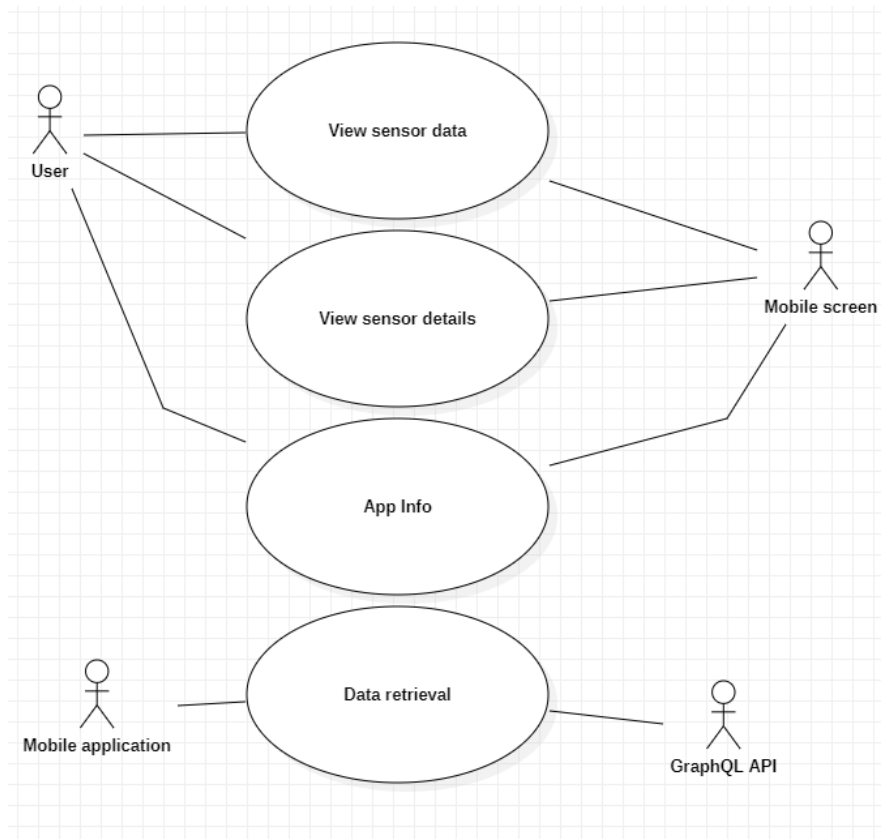 View sensor data
User
View sensor details
Mobile screen
App Info
Data retrieval
Mobile application
GraphQL API